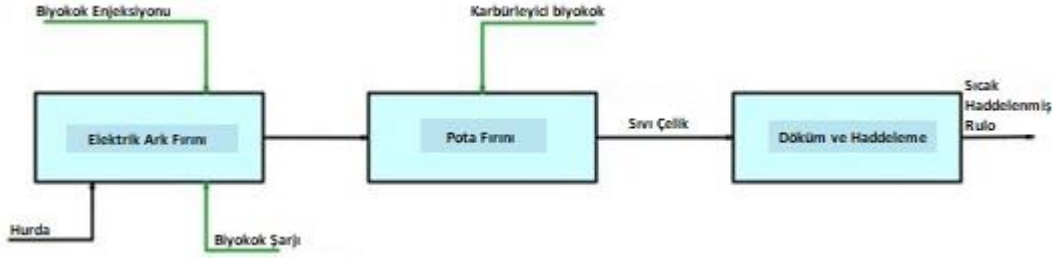 Biyokok Enjeksiyonu
Karbürleyici biyokok
Elektrik Ark Fırını
Pota Fırını
Sıvı Çelik
Döküm ve Haddeleme
Sıcak
Haddelenmiş
Rulo
Hurda
Biyokok Şarjı